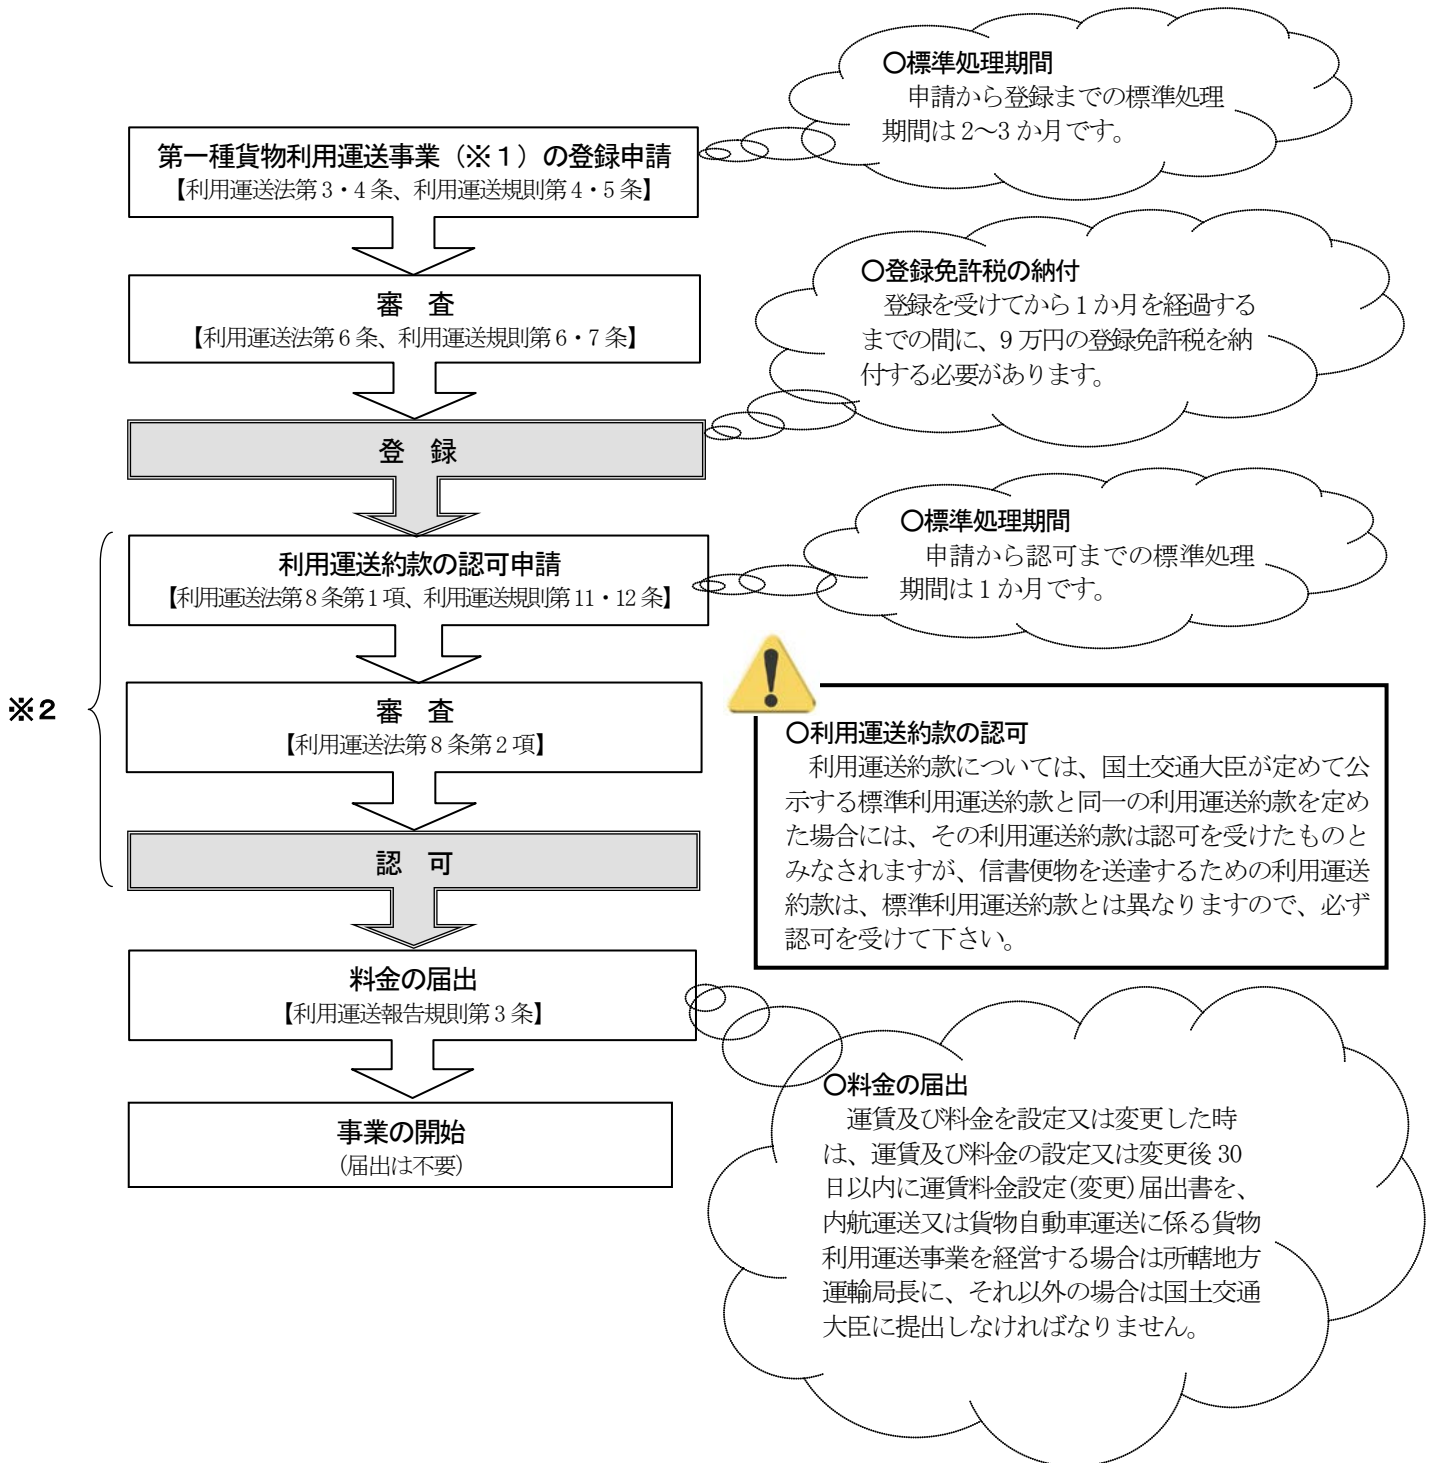 〇標準処理期間
申請から登録までの標準処理
期間は2～3か月です。
第一種貨物利用運送事業（※１）の登録申請
【利用運送法第3・4条、利用運送規則第4・5条】
〇登録免許税の納付
登録を受けてから1か月を経過する
までの間に、9万円の登録免許税を納
付する必要があります。
審　査
【利用運送法第6条、利用運送規則第6・7条】
登　録
〇標準処理期間
申請から認可までの標準処理
期間は1か月です。
利用運送約款の認可申請
【利用運送法第8条第1項、利用運送規則第11・12条】
※2
審　査
【利用運送法第8条第2項】
〇利用運送約款の認可
利用運送約款については、国土交通大臣が定めて公
示する標準利用運送約款と同一の利用運送約款を定め
た場合には、その利用運送約款は認可を受けたものと
みなされますが、信書便物を送達するための利用運送
約款は、標準利用運送約款とは異なりますので、必ず
認可を受けて下さい。
認　可
料金の届出
【利用運送報告規則第3条】
〇料金の届出
運賃及び料金を設定又は変更した時
は、運賃及び料金の設定又は変更後30
日以内に運賃料金設定(変更)届出書を、
内航運送又は貨物自動車運送に係る貨物
利用運送事業を経営する場合は所轄地方
運輸局長に、それ以外の場合は国土交通
大臣に提出しなければなりません。
事業の開始
(届出は不要)